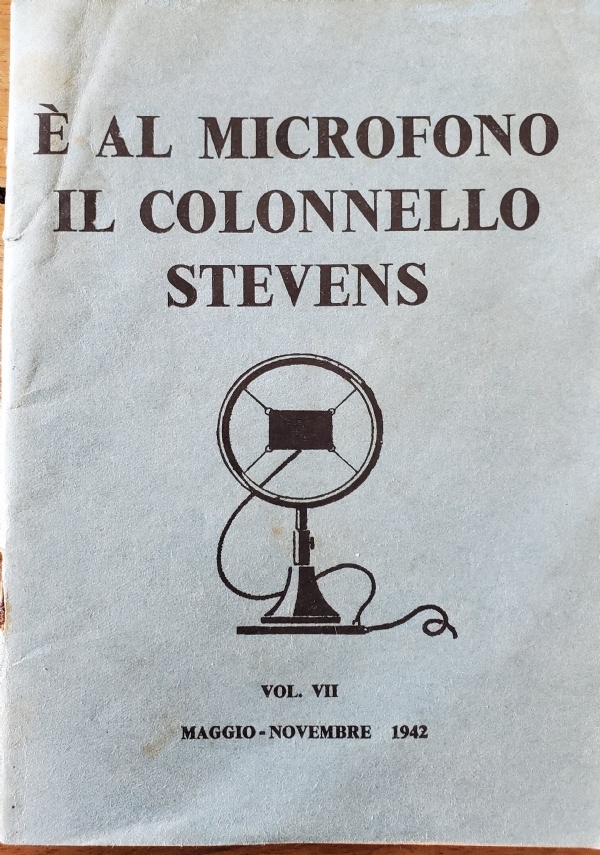 È AL MICROFONO
IL COLONNELLO
STEVENS
VOL. VII
MAGGIO-NOVEMBRE 1942